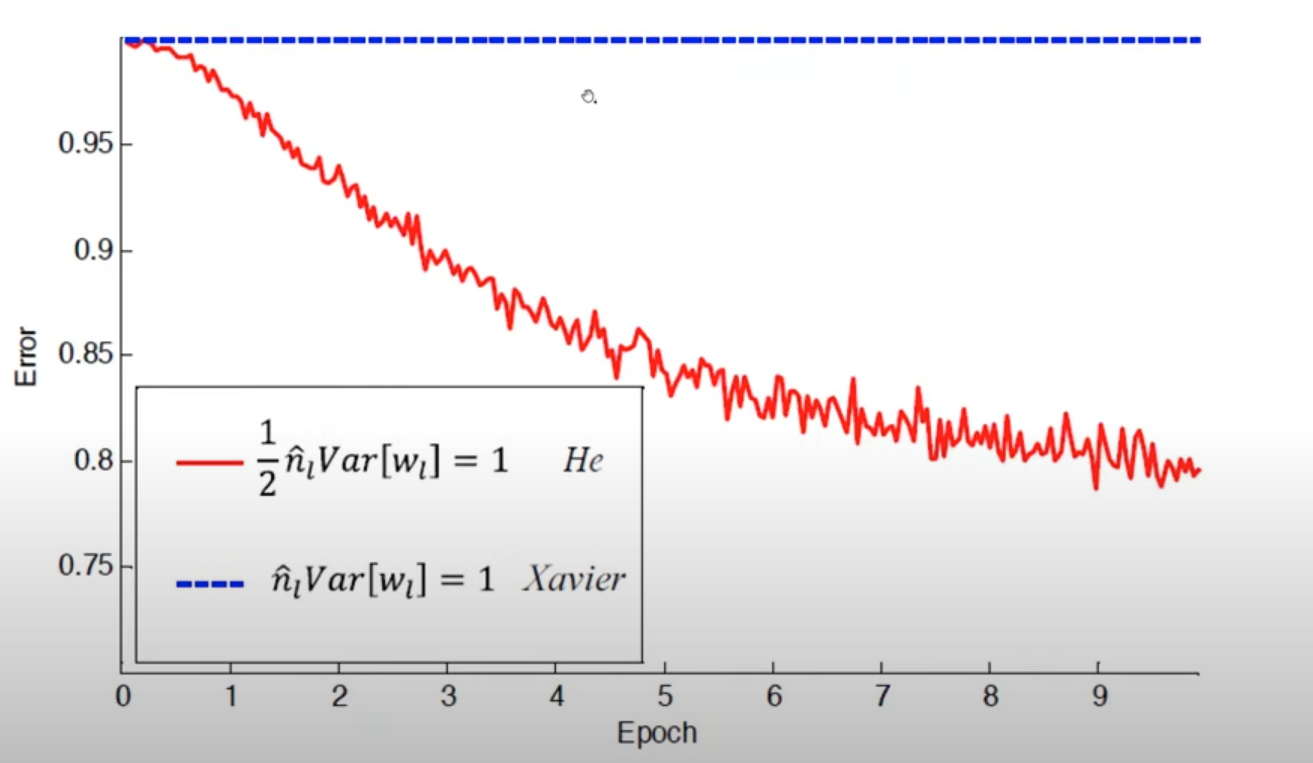 0.95
0.9
0.85
0.8
0.75
Error
1/2 n̂ₗVar[wₗ] = 1 He
n̂ₗVar[wₗ] = 1 Xavier
0 1 2 3 4 5 6 7 8 9
Epoch